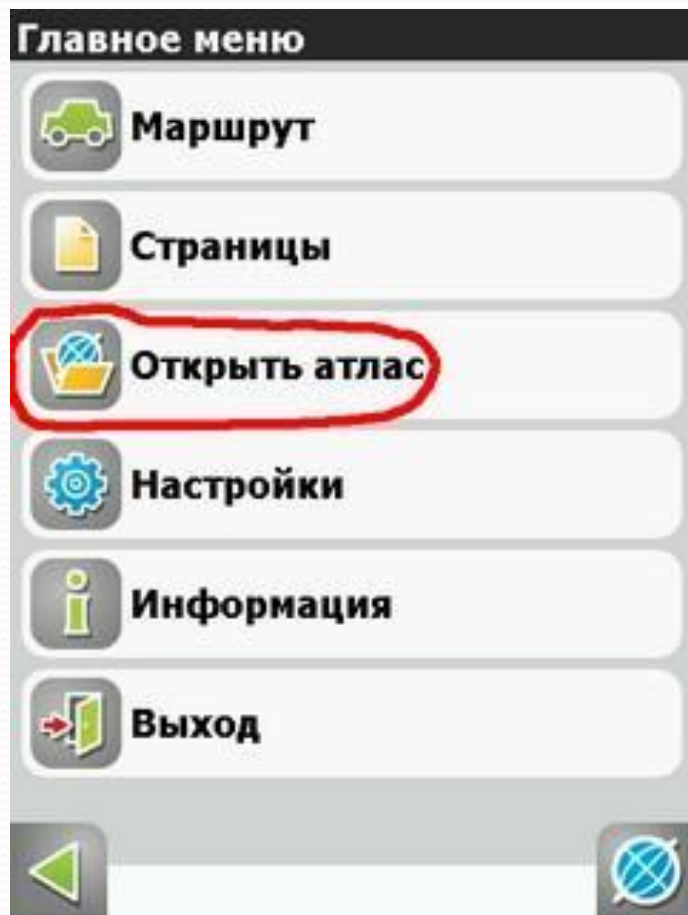 Главное меню
Маршрут
Страницы
Открыть атлас
Настройки
Информация
Выход